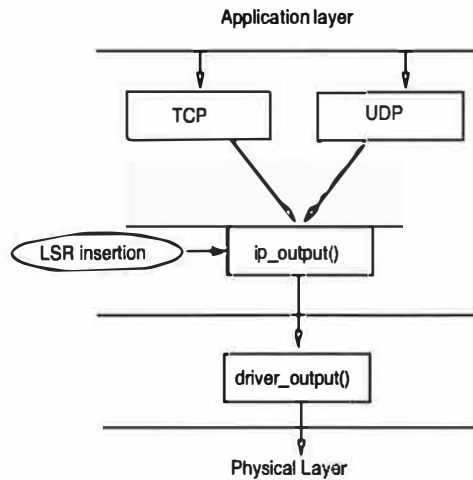 Application layer
TCP
UDP
LSR insertion
ip_output()
driver_output()
Physical Layer